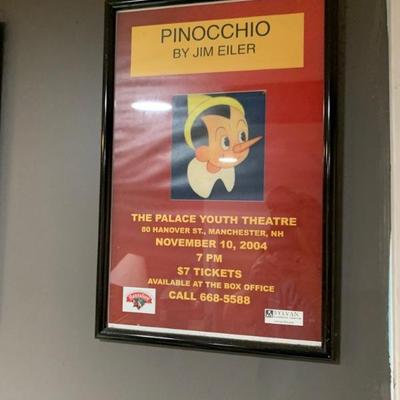 PINOCCHIO
BY JIM EILER
THE PALACE YOUTH THEATRE
80 HANOVER ST., MANCHESTER, NH
NOVEMBER 10, 2004
7 PM
$7 TICKETS
AVAILABLE AT THE BOX OFFICE
CALL 668-5588
SYLVAN